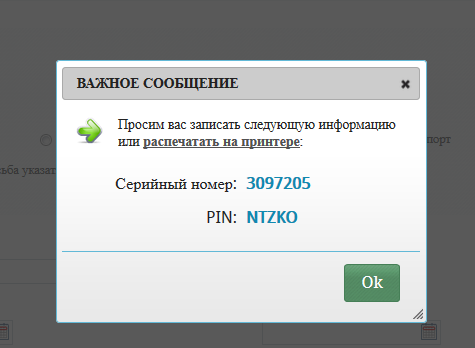 ВАЖНОЕ СООБЩЕНИЕ
Просим вас записать следующую информацию
или распечатать на принтере:
Серийный номер: 3097205
PIN: NTZKO
Ok